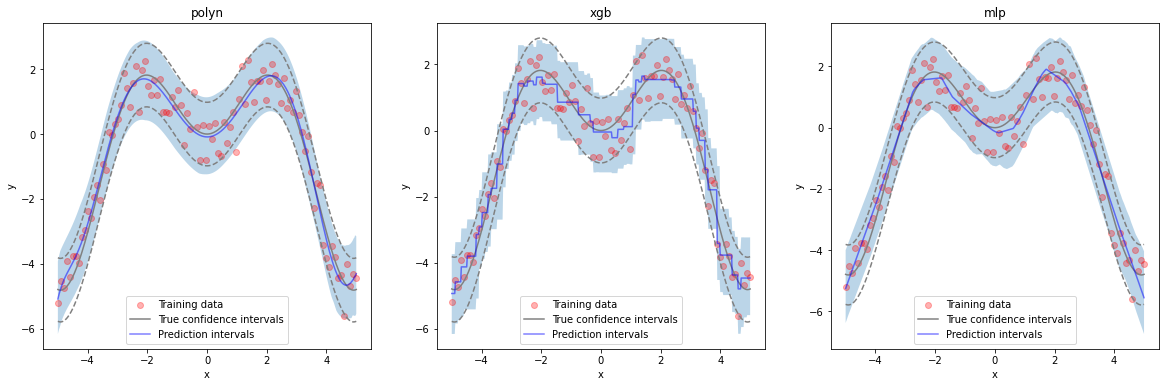 polyn
2
0
−2
−4
−6
y
−4
−2
0
2
4
x
Training data
True confidence intervals
Prediction intervals
xgb
2
0
−2
−4
−6
y
−4
−2
0
2
4
x
Training data
True confidence intervals
Prediction intervals
mlp
2
0
−2
−4
−6
y
−4
−2
0
2
4
x
Training data
True confidence intervals
Prediction intervals